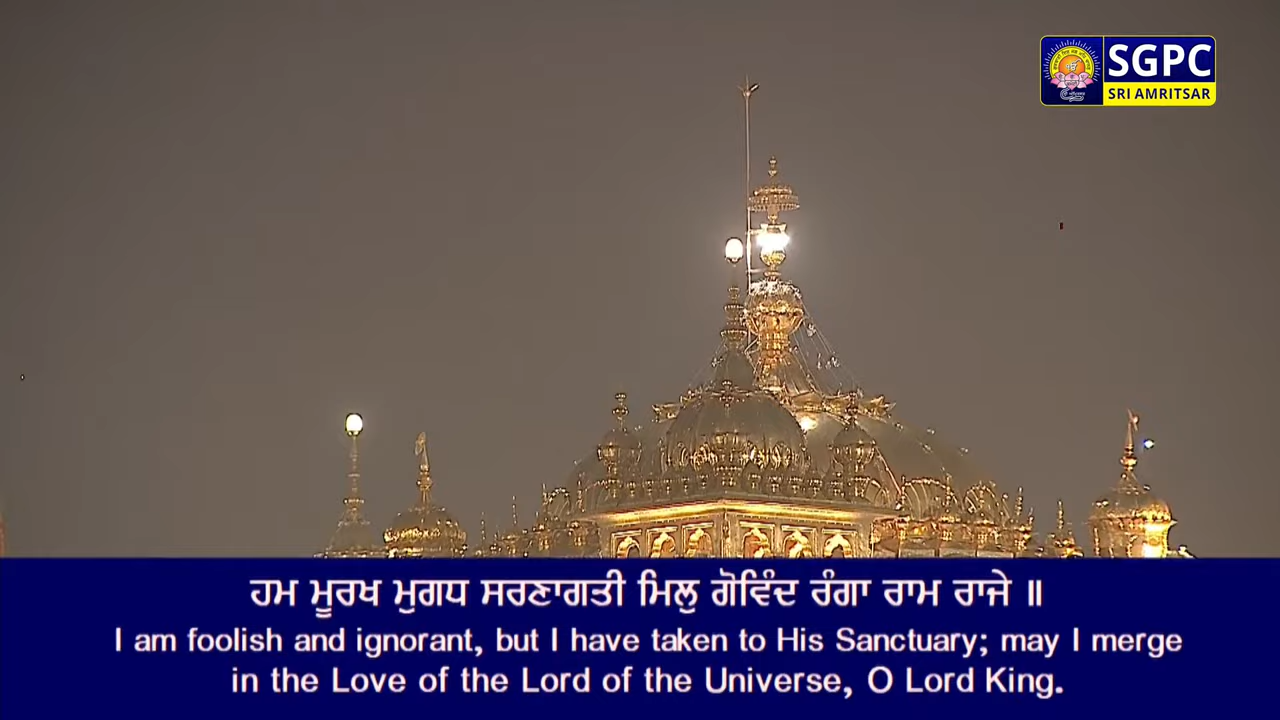 SGPC
SRI AMRITSAR
ਹਮ ਮੂਰਖ ਮੁਗਧ ਸਰਣਾਗਤੀ ਮਿਲੁ ਗੋਵਿੰਦ ਰੰਗਾ ਰਾਮ ਰਾਜੇ ॥
I am foolish and ignorant, but I have taken to His Sanctuary; may I merge
in the Love of the Lord of the Universe, O Lord King.